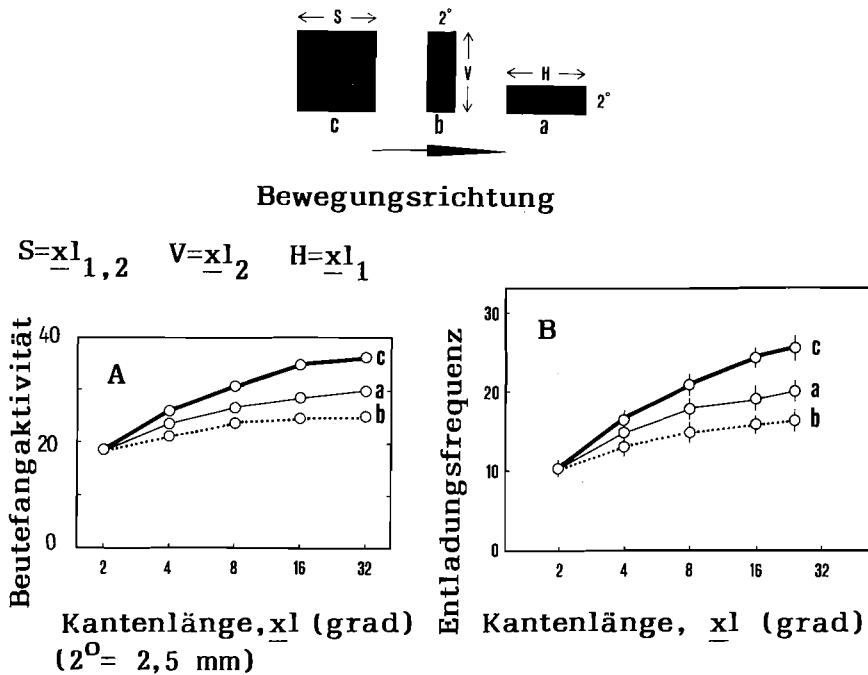 ← S →
2°
← H →
V
2°
c
b
a
Bewegungsrichtung
S=xl1,2 V=xl2 H=xl1
Beutefangaktivität
40
20
0
A
c
a
b
2 4 8 16 32
Kantenlänge,xl (grad)
(2°= 2,5 mm)
Entladungsfrequenz
30
20
10
0
B
c
a
b
2 4 8 16 32
Kantenlänge, xl (grad)